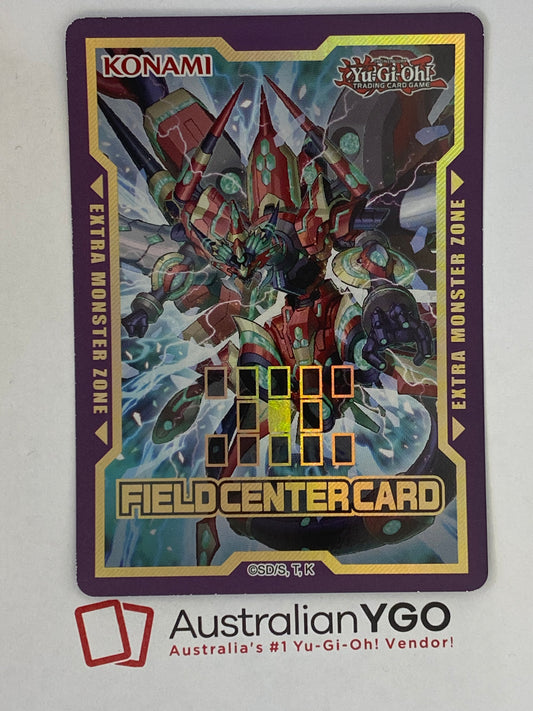 KONAMI
Yu-Gi-Oh!
TRADING CARD GAME
EXTRA MONSTER ZONE
EXTRA MONSTER ZONE
FIELD CENTER CARD
©SD/S, T, K
AustralianYGO
Australia's #1 Yu-Gi-Oh! Vendor!